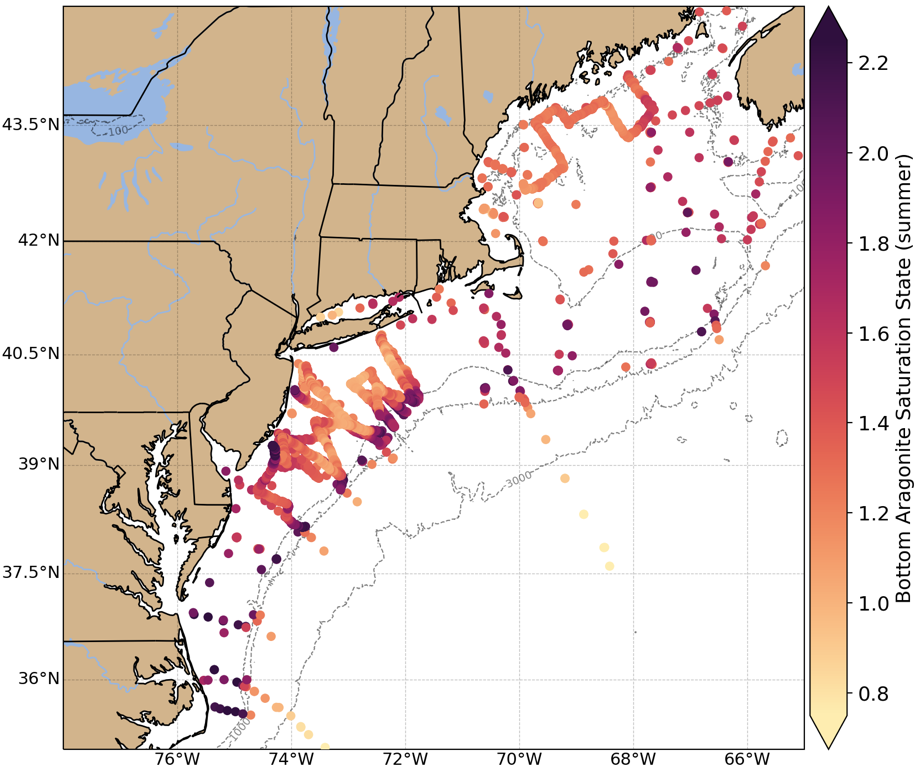 43.5°N
42°N
40.5°N
39°N
37.5°N
36°N
76°W
74°W
72°W
70°W
68°W
66°W
-100
-3000
-1000
2.2
2.0
1.8
1.6
1.4
1.2
1.0
0.8
Bottom Aragonite Saturation State (summer)